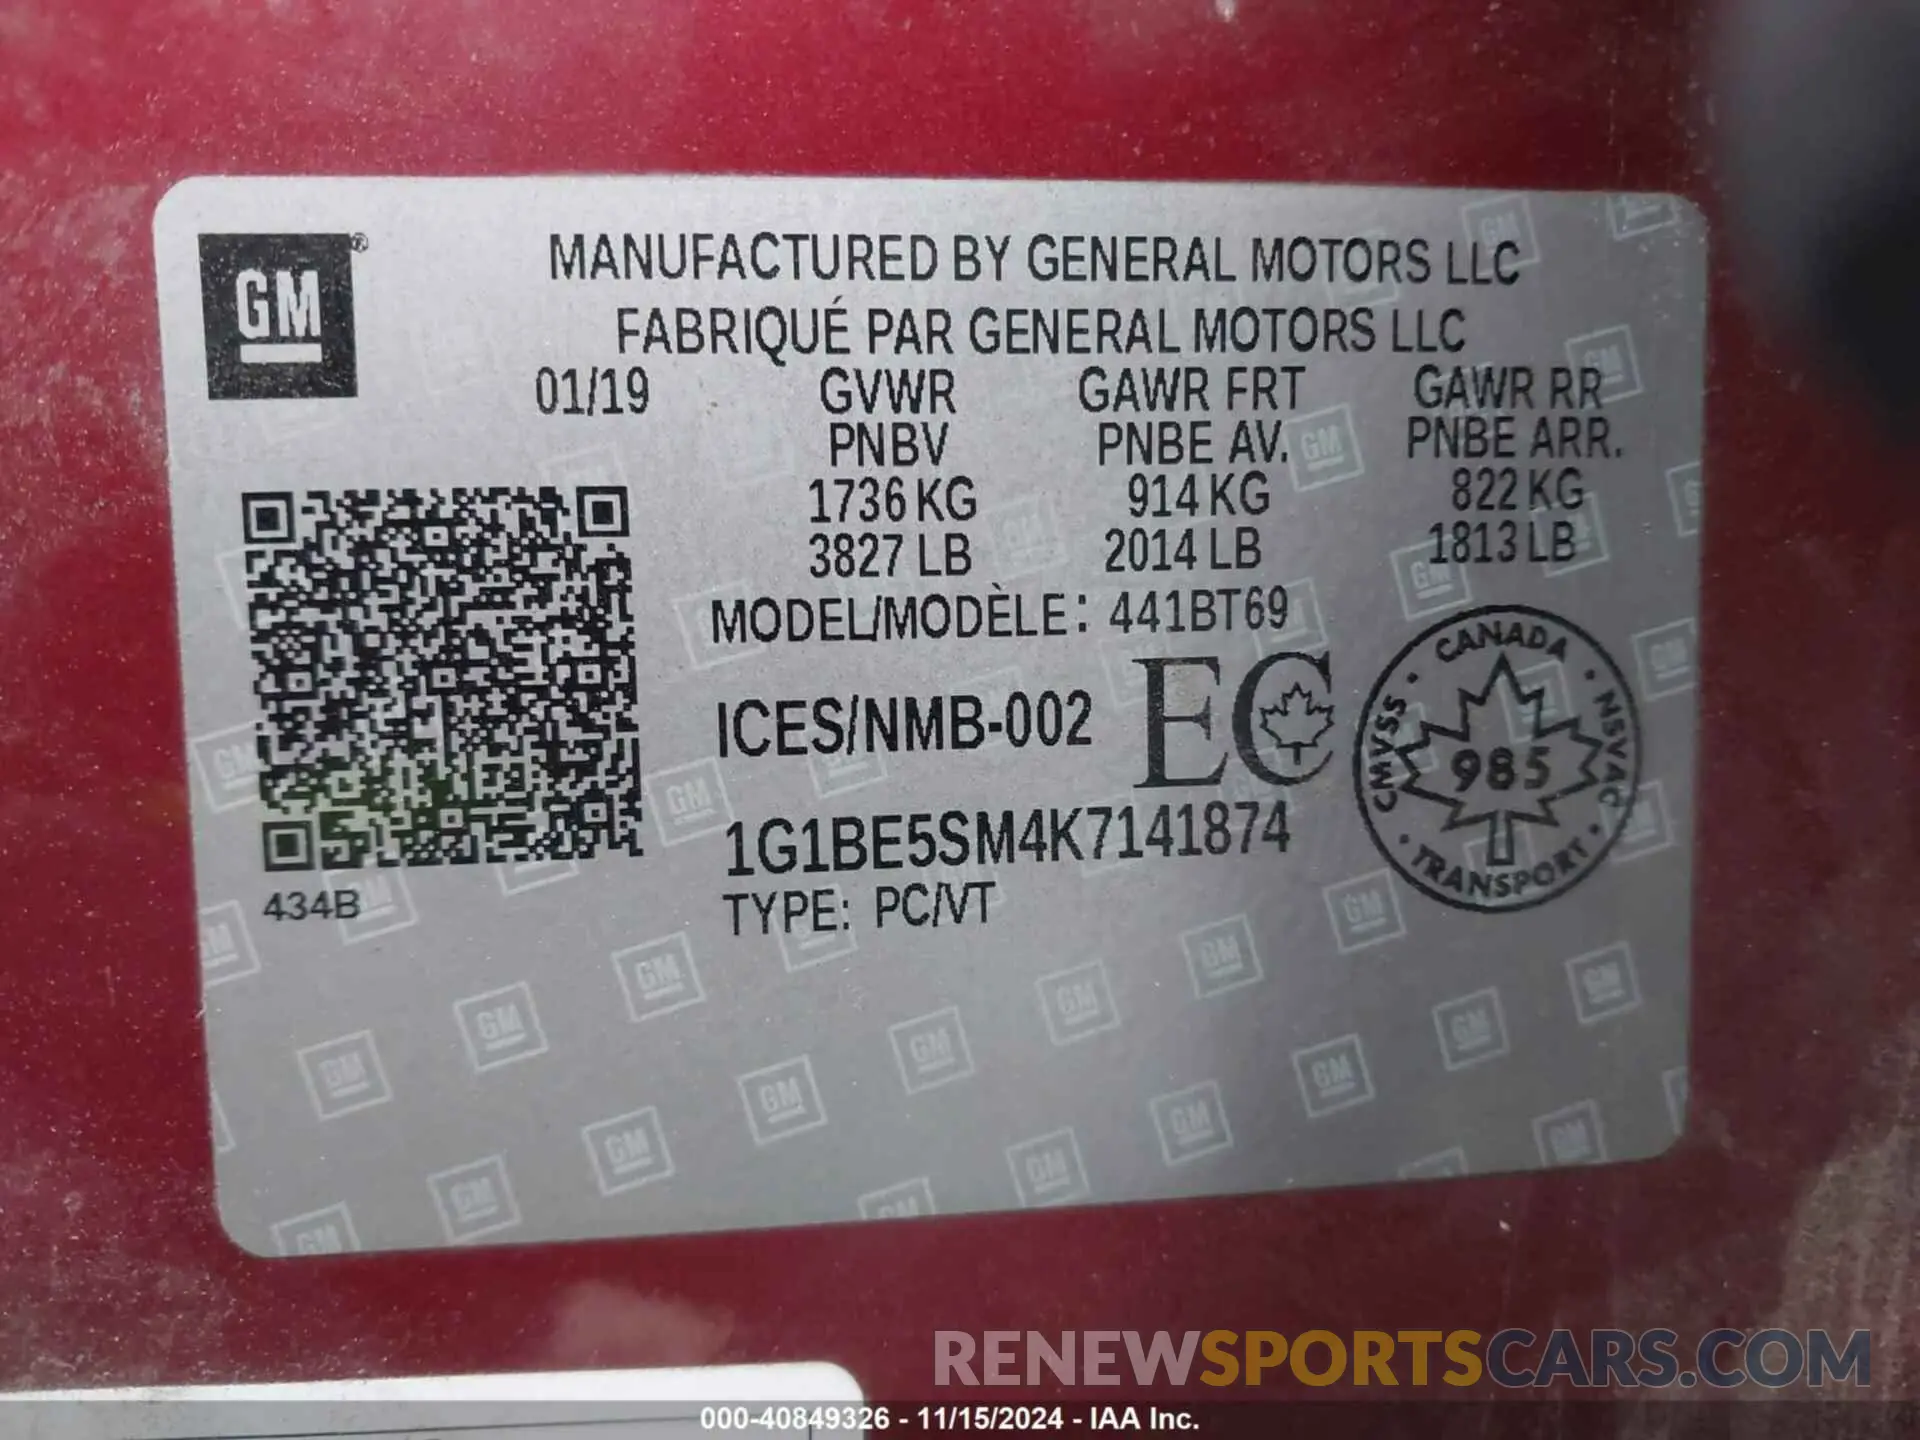 GM®
MANUFACTURED BY GENERAL MOTORS LLC
FABRIQUÉ PAR GENERAL MOTORS LLC
01/19 GVWR GAWR FRT GAWR RR
PNBV PNBE AV. PNBE ARR.
1736 KG 914 KG 822 KG
3827 LB 2014 LB 1813 LB
MODEL/MODÈLE: 441BT69
ICES/NMB-002 EC
CANADA · NSVAC · TRANSPORT · CMVSS ·
985
1G1BE5SM4K7141874
TYPE: PC/VT
434B
RENEWSPORTSCARS.COM
000-40849326 - 11/15/2024 - IAA Inc.